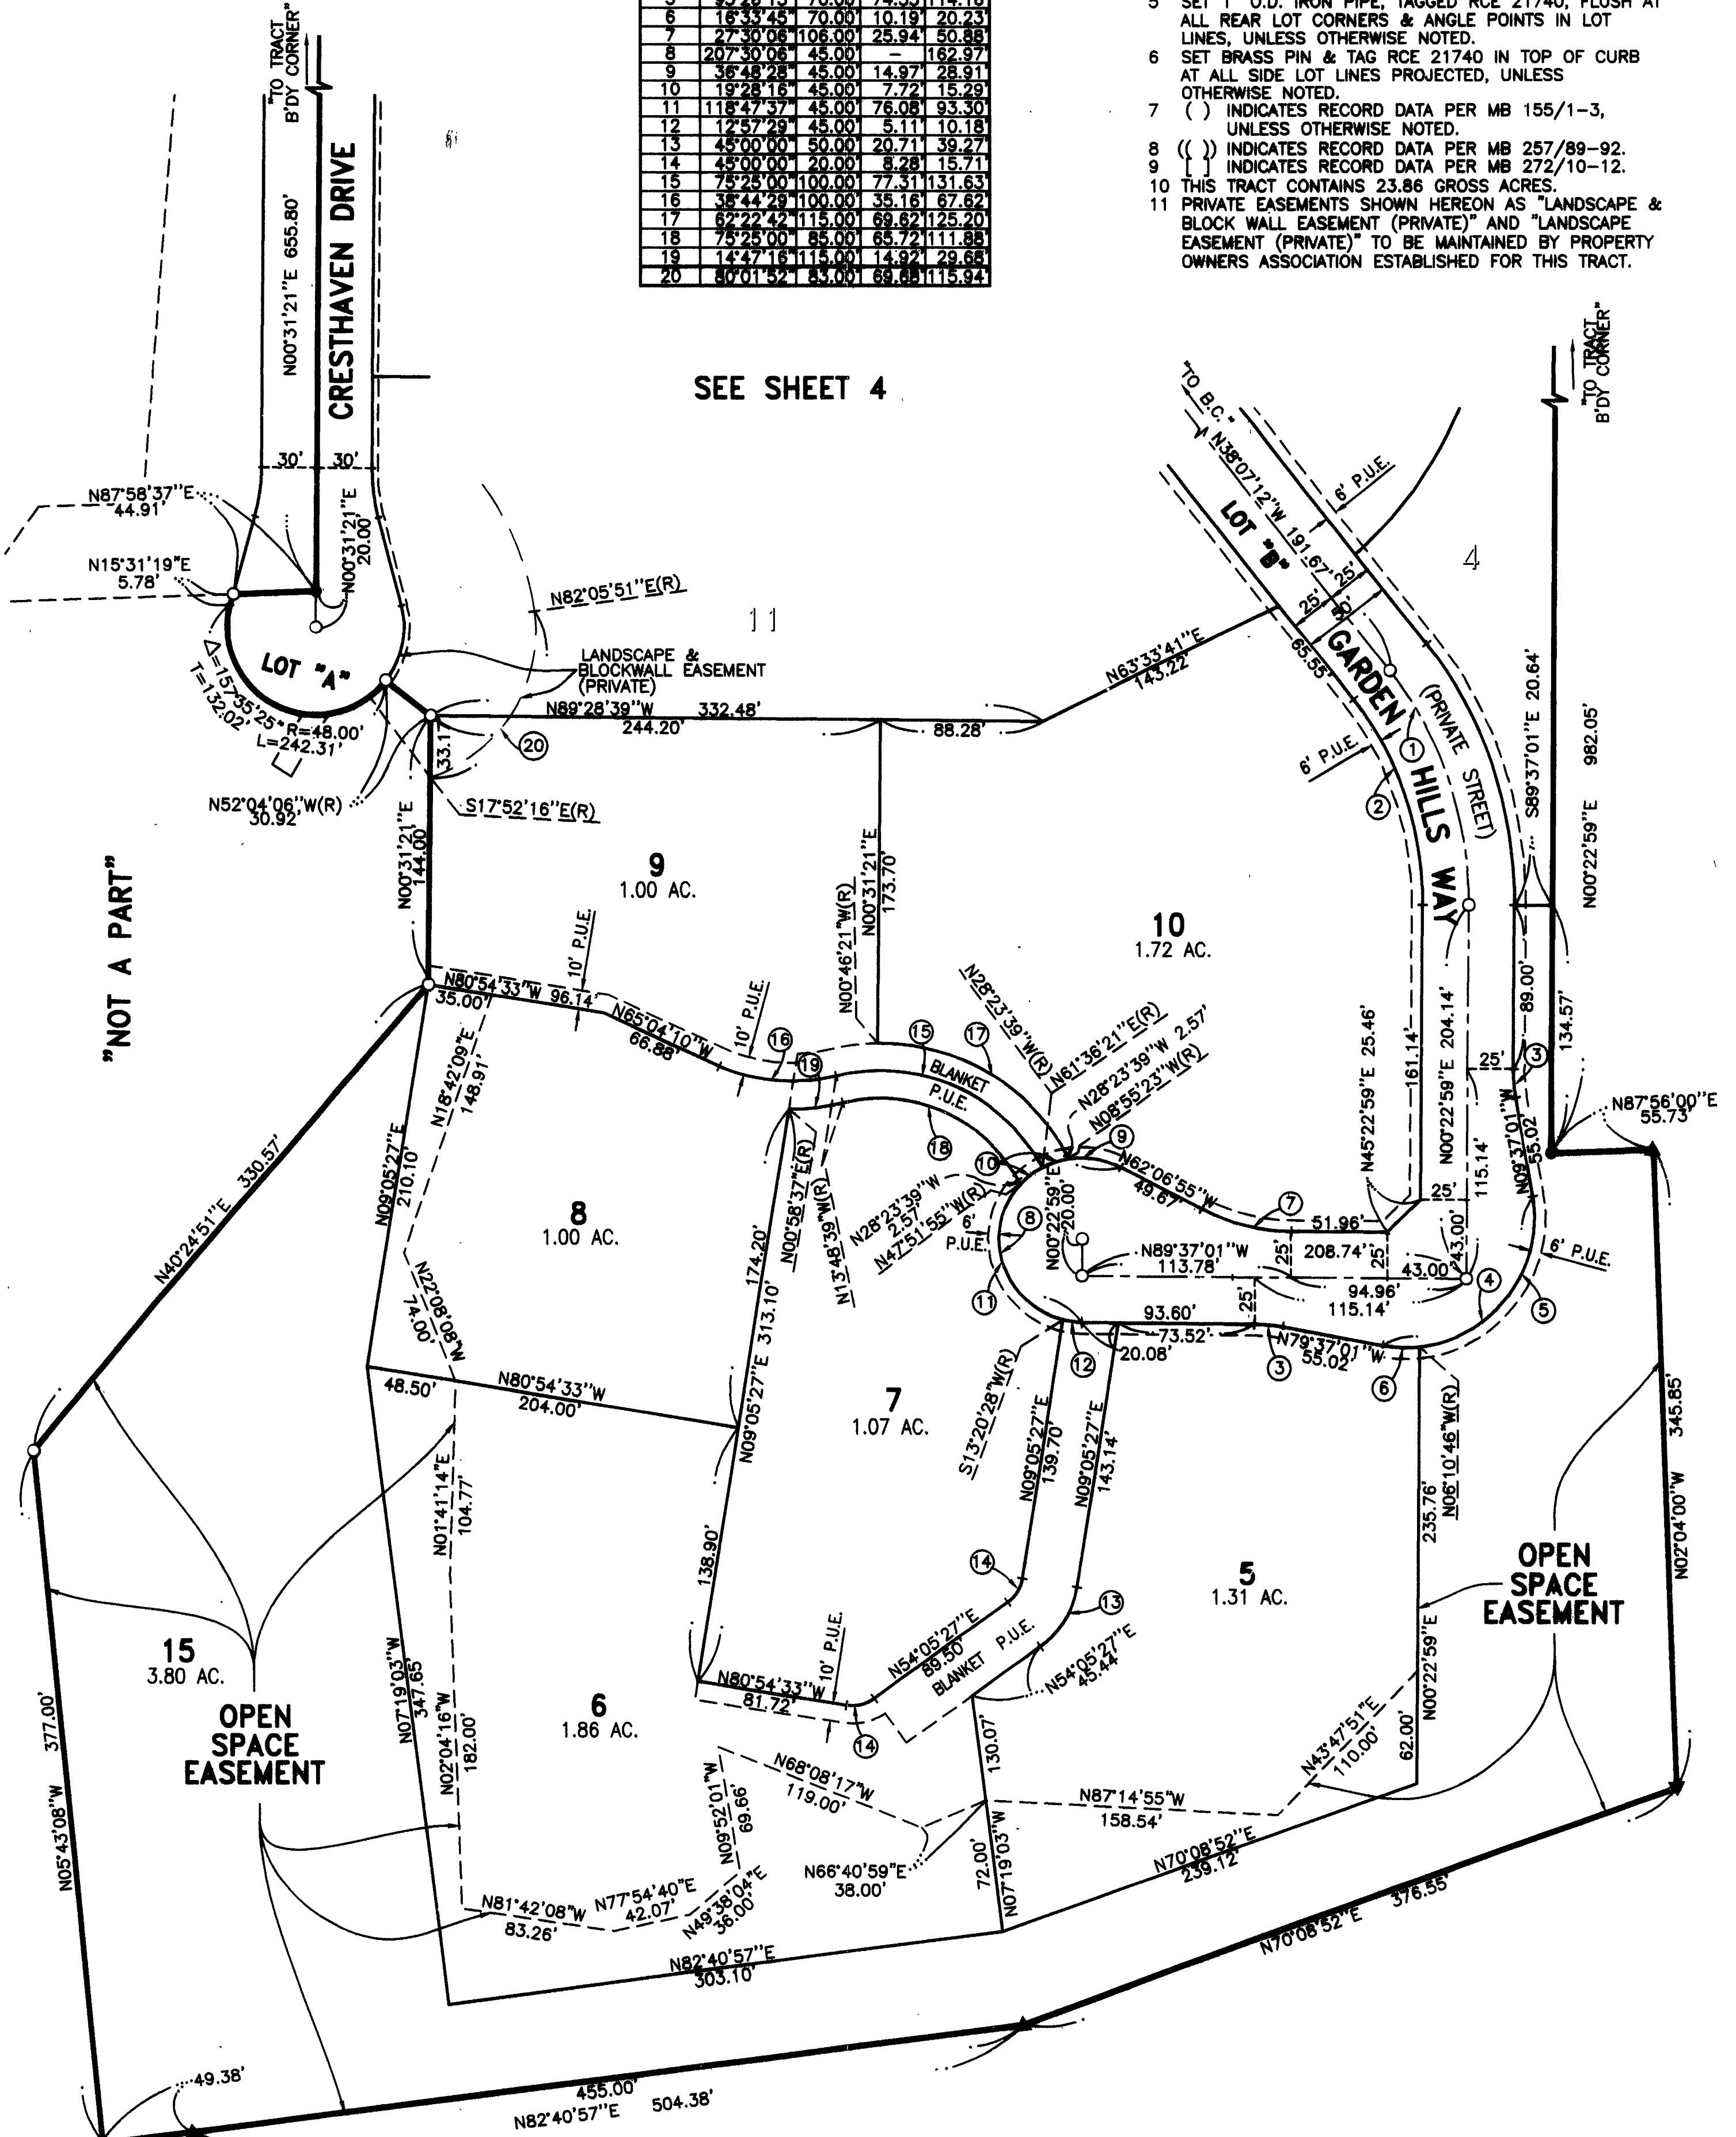 "TO TRACT
B'DY CORNER"
6 16°33'45" 70.00' 10.19' 20.23'
7 27°30'06" 106.00' 25.94' 50.88'
8 207°30'06" 45.00' – 162.97'
9 36°48'28" 45.00' 14.97' 28.91'
10 19°28'16" 45.00' 7.72' 15.29'
11 118°47'37" 45.00' 76.08' 93.30'
12 12°57'29" 45.00' 5.11' 10.18'
13 45°00'00" 50.00' 20.71' 39.27'
14 45°00'00" 20.00' 8.28' 15.71'
15 75°25'00" 100.00' 77.31' 131.63'
16 38°44'29" 100.00' 35.16' 67.62'
17 62°22'42" 115.00' 69.62' 125.20'
18 75°25'00" 85.00' 65.72' 111.88'
19 14°47'16" 115.00' 14.92' 29.68'
20 80°01'52" 83.00' 69.68' 115.94'
5 SET 1" O.D. IRON PIPE, TAGGED RCE 21740, FLUSH AT
ALL REAR LOT CORNERS & ANGLE POINTS IN LOT
LINES, UNLESS OTHERWISE NOTED.
6 SET BRASS PIN & TAG RCE 21740 IN TOP OF CURB
AT ALL SIDE LOT LINES PROJECTED, UNLESS
OTHERWISE NOTED.
7 ( ) INDICATES RECORD DATA PER MB 155/1-3,
UNLESS OTHERWISE NOTED.
8 (( )) INDICATES RECORD DATA PER MB 257/89-92.
9 [ ] INDICATES RECORD DATA PER MB 272/10-12.
10 THIS TRACT CONTAINS 23.86 GROSS ACRES.
11 PRIVATE EASEMENTS SHOWN HEREON AS "LANDSCAPE &
BLOCK WALL EASEMENT (PRIVATE)" AND "LANDSCAPE
EASEMENT (PRIVATE)" TO BE MAINTAINED BY PROPERTY
OWNERS ASSOCIATION ESTABLISHED FOR THIS TRACT.
N00°31'21"E 655.80'
CRESTHAVEN DRIVE
SEE SHEET 4
"TO TRACT
B'DY CORNER"
"TO B.C."
N38°07'12"W 191.67'
LOT "B"
6' P.U.E.
4
25'
25'
50'
30' 30'
N87°58'37"E
44.91'
N00°31'21"E
20.00'
N15°31'19"E
5.78'
N82°05'51"E(R)
11
LOT "A"
Δ=157°35'25" R=48.00'
T=132.02'
L=242.31'
LANDSCAPE &
BLOCKWALL EASEMENT
(PRIVATE)
N63°33'41"E
143.22'
65.55'
GARDEN HILLS WAY
(PRIVATE STREET)
1
S89°37'01"E 20.64'
N00°22'59"E 982.05'
N89°28'39"W 332.48'
244.20'
88.28'
20
33.17'
6' P.U.E.
2
N52°04'06"W(R)
30.92'
S17°52'16"E(R)
N00°31'21"E
144.00'
"NOT A PART"
9
1.00 AC.
N00°31'21"E
173.70'
N00°46'21"W(R)
10
1.72 AC.
10' P.U.E.
N80°54'33"W 96.14'
35.00'
N65°04'10"W
66.88'
10' P.U.E.
16
19
15
17
BLANKET
P.U.E.
18
N28°23'39"W(R)
N61°36'21"E(R)
N28°23'39"W 2.57'
N08°55'23"W(R)
9
10
N45°22'59"E 25.46'
161.14'
N00°22'59"E 204.14'
115.14'
25'
89.00'
3
134.57'
N87°56'00"E
55.73'
N09°37'01"W
55.02'
N18°42'09"E
148.91'
N09°05'27"E
210.10'
N40°24'51"E 330.57'
8
1.00 AC.
174.20'
N09°05'27"E 313.10'
N00°58'37"E(R)
N13°48'39"W(R)
N28°23'39"W
2.57'
N47°51'55"W(R)
6'
P.U.E.
8
N00°22'59"E
20.00'
N62°06'55"W
49.67'
7
51.96'
25'
N89°37'01"W
113.78'
25'
208.74'
25'
43.00'
43.00'
94.96'
115.14'
6' P.U.E.
4
5
11
93.60'
25'
73.52'
12
20.08'
3
N79°37'01"W
55.02'
6
N22°08'08"W
74.00'
48.50'
N80°54'33"W
204.00'
7
1.07 AC.
S13°20'28"W(R)
N09°05'27"E
139.70'
N09°05'27"E
143.14'
N06°10'46"W(R)
235.76'
345.85'
N02°04'00"W
N01°41'14"E
104.77'
138.90'
14
13
5
1.31 AC.
OPEN
SPACE
EASEMENT
15
3.80 AC.
OPEN
SPACE
EASEMENT
N07°19'03"W
347.65'
N02°04'16"W
182.00'
6
1.86 AC.
N80°54'33"W
81.72'
10' P.U.E.
14
N54°05'27"E
89.50'
BLANKET P.U.E.
N54°05'27"E
45.44'
N00°22'59"E
62.00'
N43°47'51"E
110.00'
377.00'
N05°43'08"W
N68°08'17"W
119.00'
N09°52'01"W
69.66'
130.07'
N87°14'55"W
158.54'
N66°40'59"E
38.00'
72.00'
N07°19'03"W
N70°08'52"E
239.12'
N81°42'08"W
83.26'
N77°54'40"E
42.07'
N49°38'04"E
36.00'
N82°40'57"E
303.10'
N70°08'52"E 376.55'
49.38'
455.00'
N82°40'57"E 504.38'